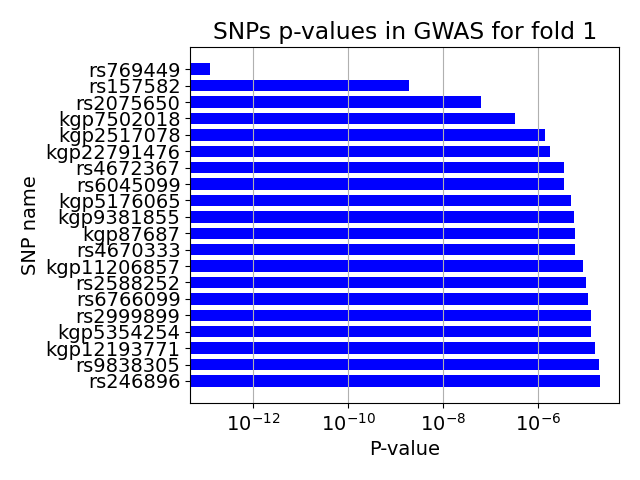 SNPs p-values in GWAS for fold 1
rs769449
rs157582
rs2075650
kgp7502018
kgp2517078
kgp22791476
rs4672367
rs6045099
kgp5176065
kgp9381855
kgp87687
rs4670333
kgp11206857
rs2588252
rs6766099
rs2999899
kgp5354254
kgp12193771
rs9838305
rs246896
SNP name
10⁻¹² 10⁻¹⁰ 10⁻⁸ 10⁻⁶
P-value